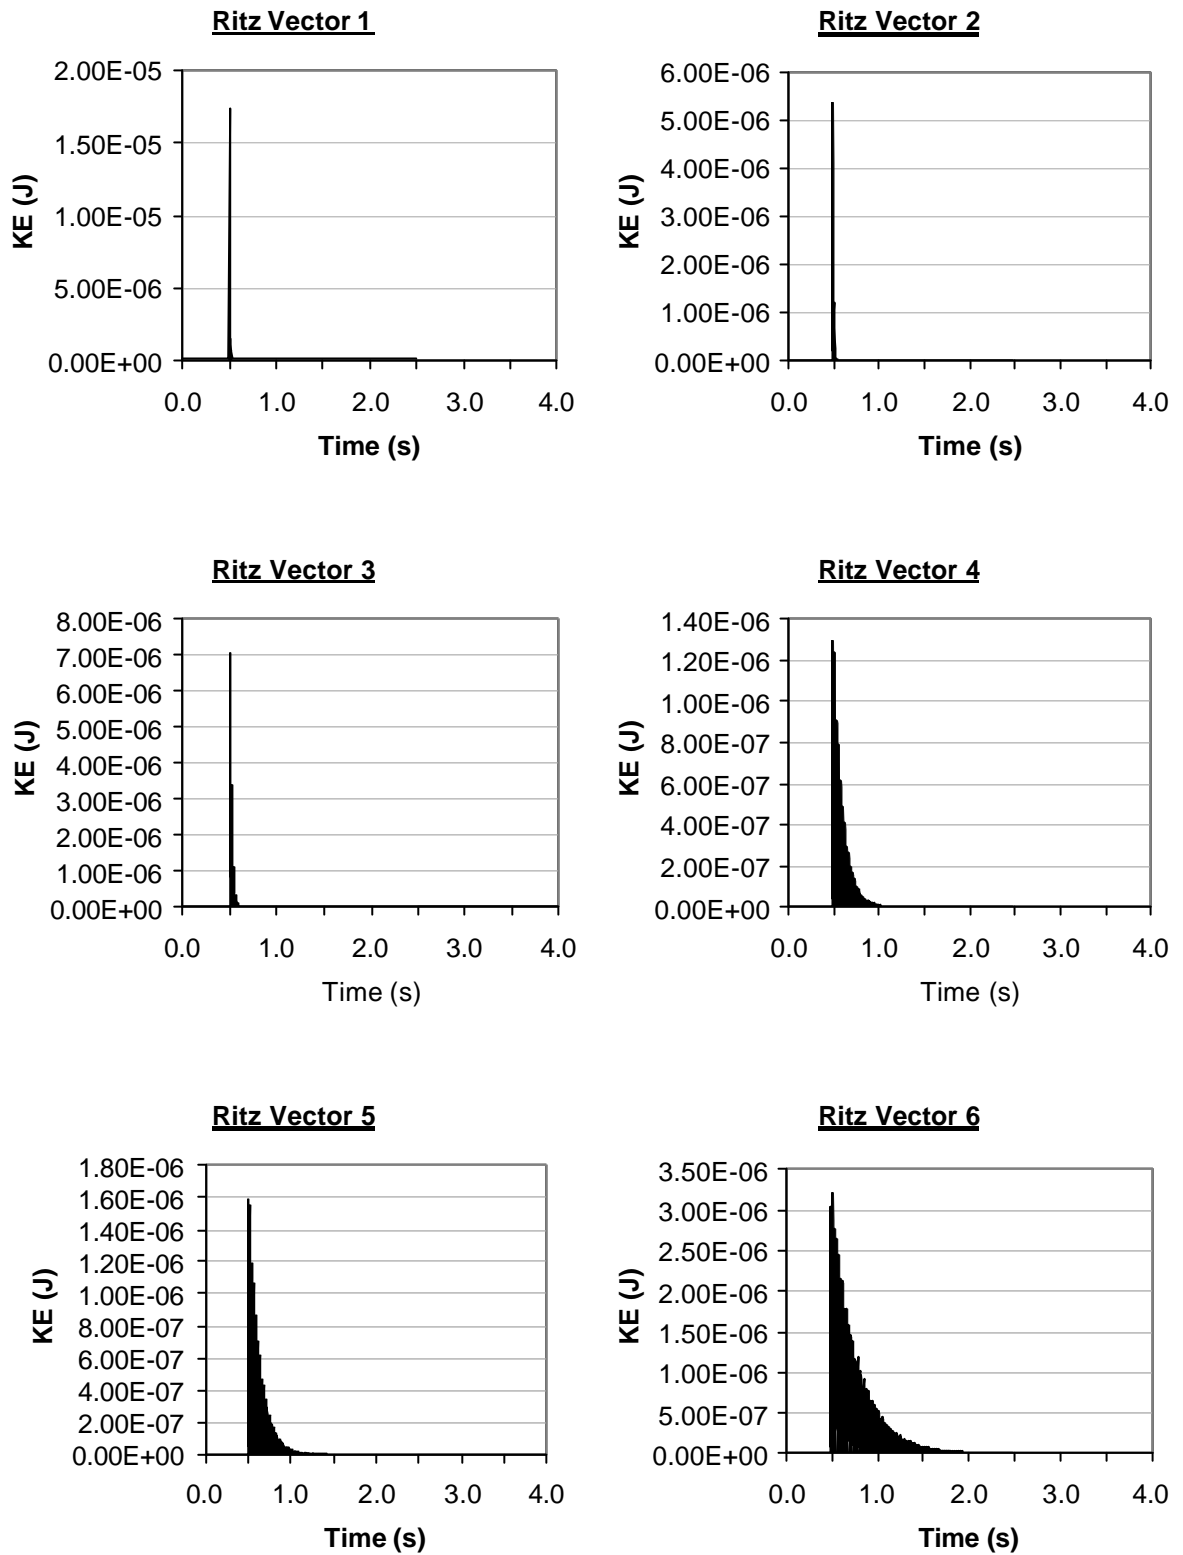 Ritz Vector 1
2.00E-05
1.50E-05
1.00E-05
5.00E-06
0.00E+00
KE (J)
0.0 1.0 2.0 3.0 4.0
Time (s)
Ritz Vector 2
6.00E-06
5.00E-06
4.00E-06
3.00E-06
2.00E-06
1.00E-06
0.00E+00
KE (J)
0.0 1.0 2.0 3.0 4.0
Time (s)
Ritz Vector 3
8.00E-06
7.00E-06
6.00E-06
5.00E-06
4.00E-06
3.00E-06
2.00E-06
1.00E-06
0.00E+00
KE (J)
0.0 1.0 2.0 3.0 4.0
Time (s)
Ritz Vector 4
1.40E-06
1.20E-06
1.00E-06
8.00E-07
6.00E-07
4.00E-07
2.00E-07
0.00E+00
KE (J)
0.0 1.0 2.0 3.0 4.0
Time (s)
Ritz Vector 5
1.80E-06
1.60E-06
1.40E-06
1.20E-06
1.00E-06
8.00E-07
6.00E-07
4.00E-07
2.00E-07
0.00E+00
KE (J)
0.0 1.0 2.0 3.0 4.0
Time (s)
Ritz Vector 6
3.50E-06
3.00E-06
2.50E-06
2.00E-06
1.50E-06
1.00E-06
5.00E-07
0.00E+00
KE (J)
0.0 1.0 2.0 3.0 4.0
Time (s)